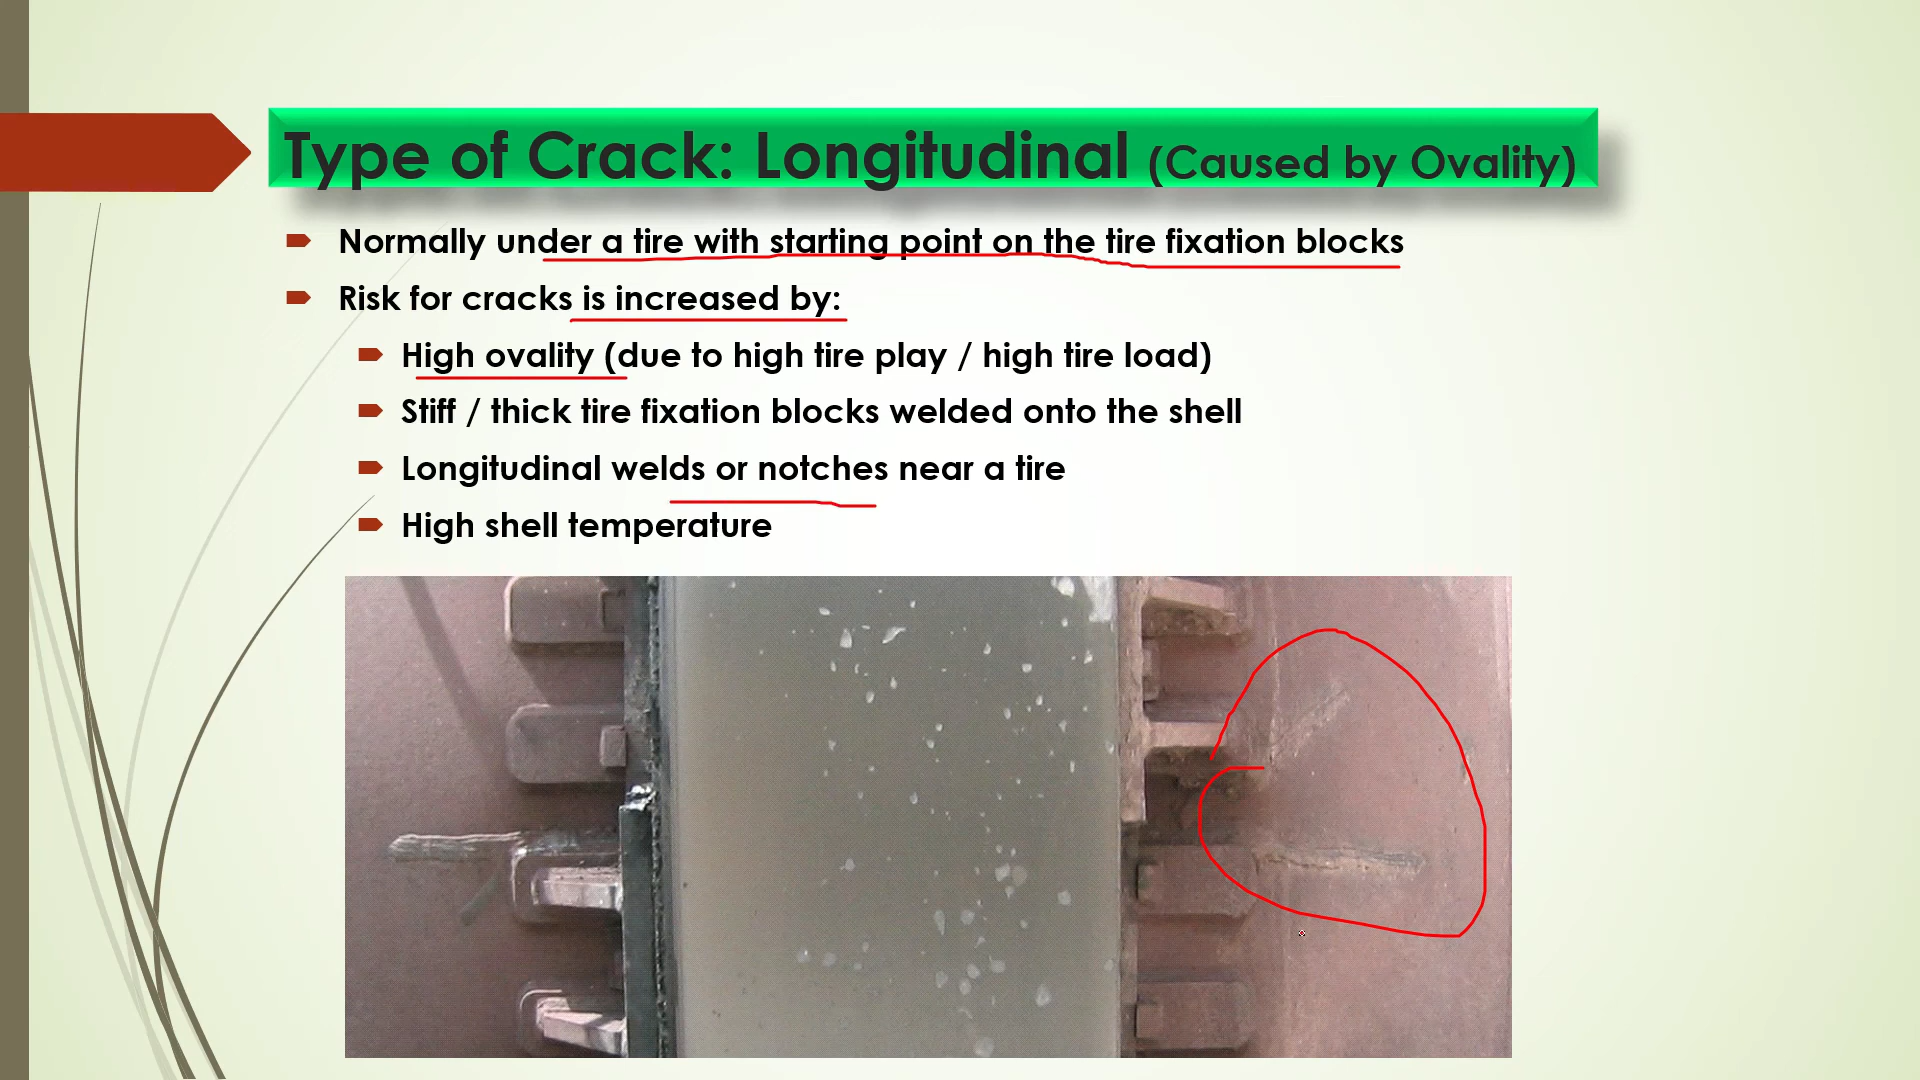 Type of Crack: Longitudinal (Caused by Ovality)
Normally under a tire with starting point on the tire fixation blocks
Risk for cracks is increased by:
High ovality (due to high tire play / high tire load)
Stiff / thick tire fixation blocks welded onto the shell
Longitudinal welds or notches near a tire
High shell temperature